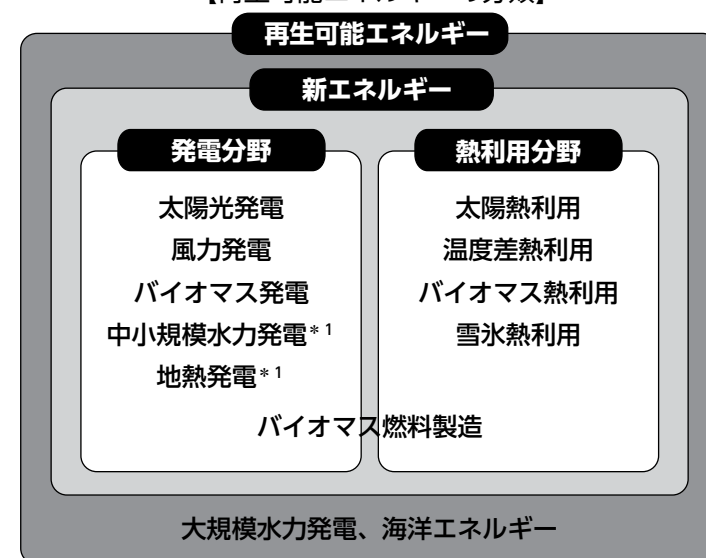 再生可能エネルギー
新エネルギー
発電分野
太陽光発電
風力発電
バイオマス発電
中小規模水力発電*1
地熱発電*1
熱利用分野
太陽熱利用
温度差熱利用
バイオマス熱利用
雪氷熱利用
バイオマス燃料製造
大規模水力発電、海洋エネルギー